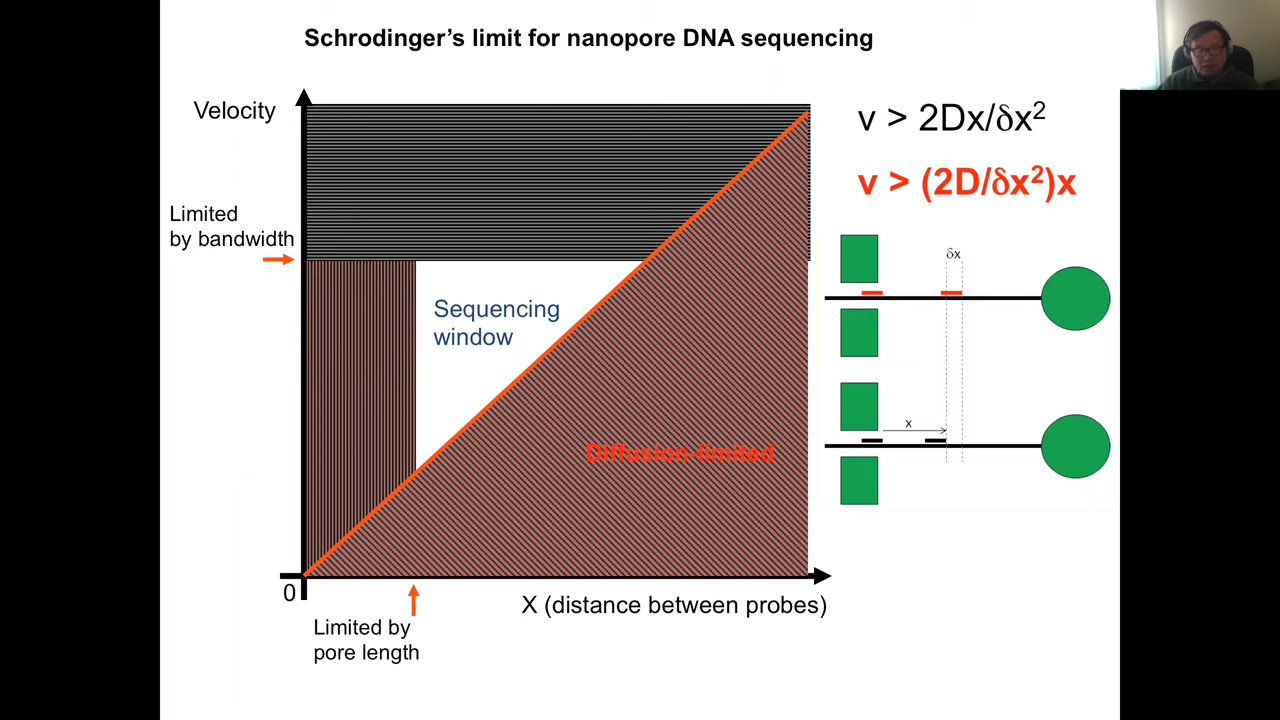 Schrodinger's limit for nanopore DNA sequencing
Velocity
v > 2Dx/δx²
v > (2D/δx²)x
Limited
by bandwidth
δx
Sequencing
window
x
Diffusion-limited
0
X (distance between probes)
Limited by
pore length